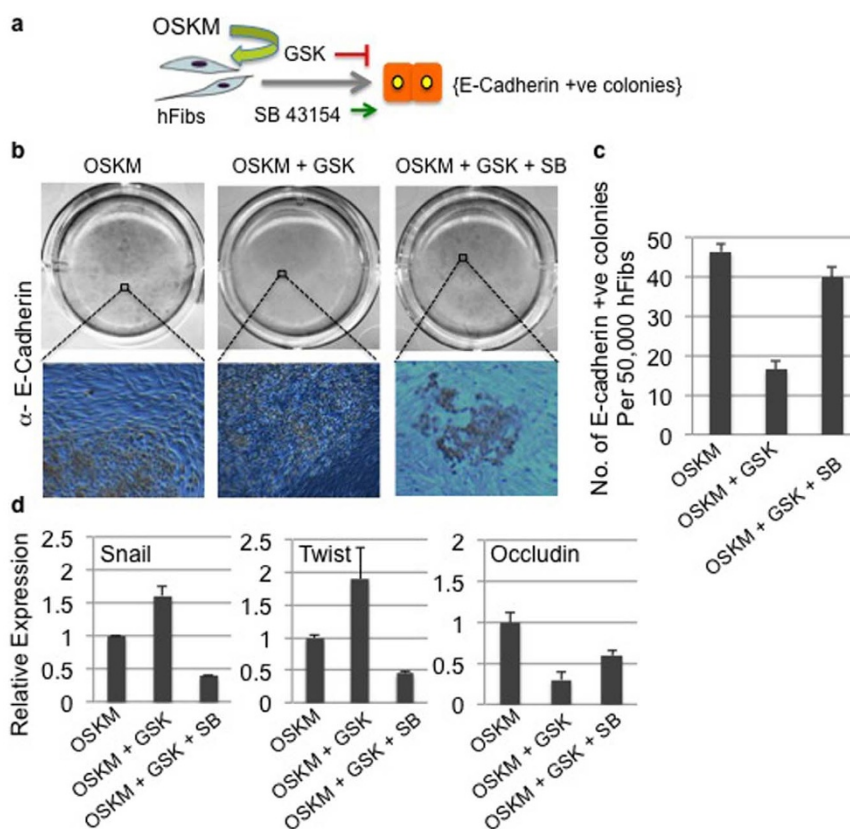 a
OSKM
GSK
hFibs
SB 43154
{E-Cadherin +ve colonies}
b
OSKM
OSKM + GSK
OSKM + GSK + SB
α- E-Cadherin
c
No. of E-cadherin +ve colonies
Per 50,000 hFibs
50
40
30
20
10
0
OSKM
OSKM + GSK
OSKM + GSK + SB
d
Relative Expression
Snail
2.5
2
1.5
1
0.5
0
OSKM
OSKM + GSK
OSKM + GSK + SB
Twist
2.5
2
1.5
1
0.5
0
OSKM
OSKM + GSK
OSKM + GSK + SB
Occludin
2
1.5
1
0.5
0
OSKM
OSKM + GSK
OSKM + GSK + SB